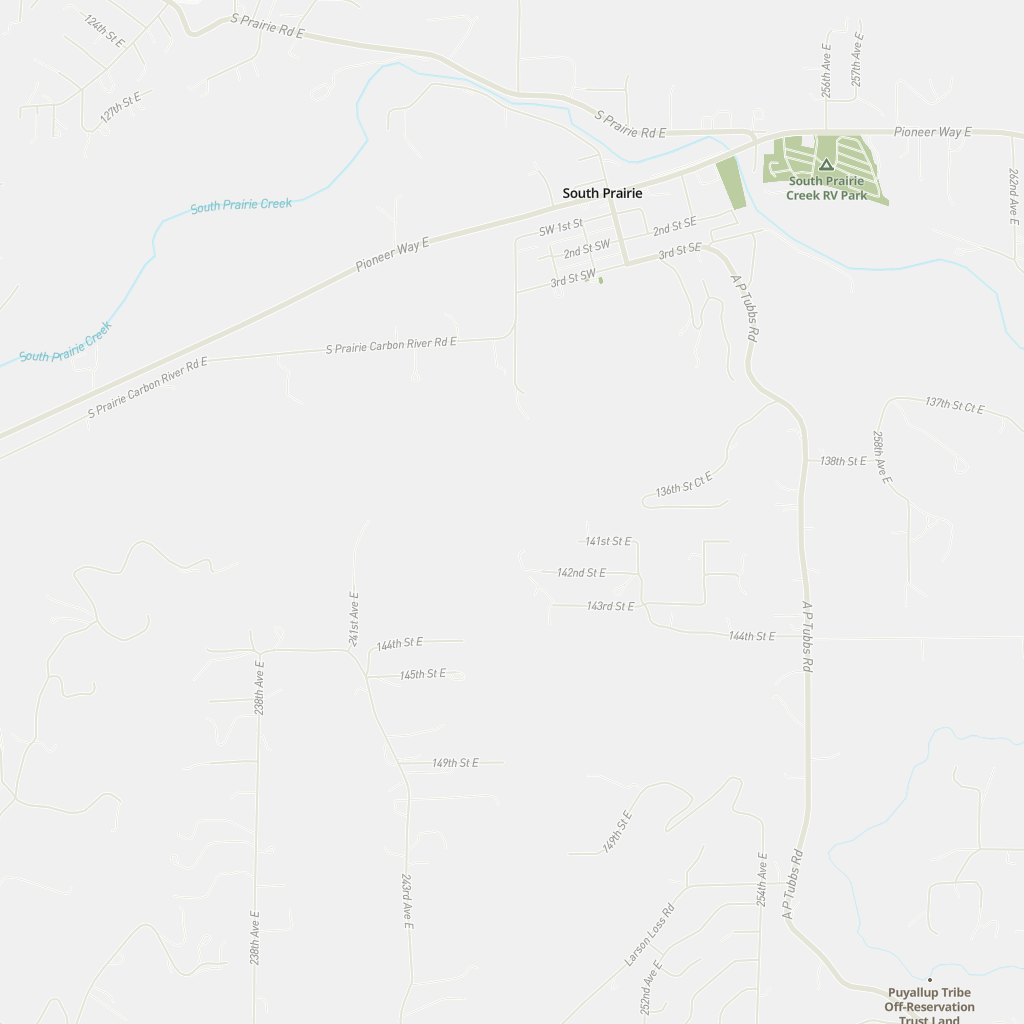 124th St E
S Prairie Rd E
127th St E
256th Ave E
257th Ave E
S Prairie Rd E
Pioneer Way E
South Prairie
Creek RV Park
262nd Ave E
South Prairie
South Prairie Creek
SW 1st St
2nd St SE
2nd St SW
3rd St SE
Pioneer Way E
3rd St SW
A P Tubbs Rd
South Prairie Creek
S Prairie Carbon River Rd E
S Prairie Carbon River Rd E
137th St Ct E
258th Ave E
138th St E
136th St Ct E
141st St E
142nd St E
143rd St E
241st Ave E
144th St E
144th St E
A P Tubbs Rd
145th St E
238th Ave E
149th St E
149th St E
254th Ave E
A P Tubbs Rd
243rd Ave E
238th Ave E
Larson Loss Rd
252nd Ave E
Puyallup Tribe
Off-Reservation
Trust Land